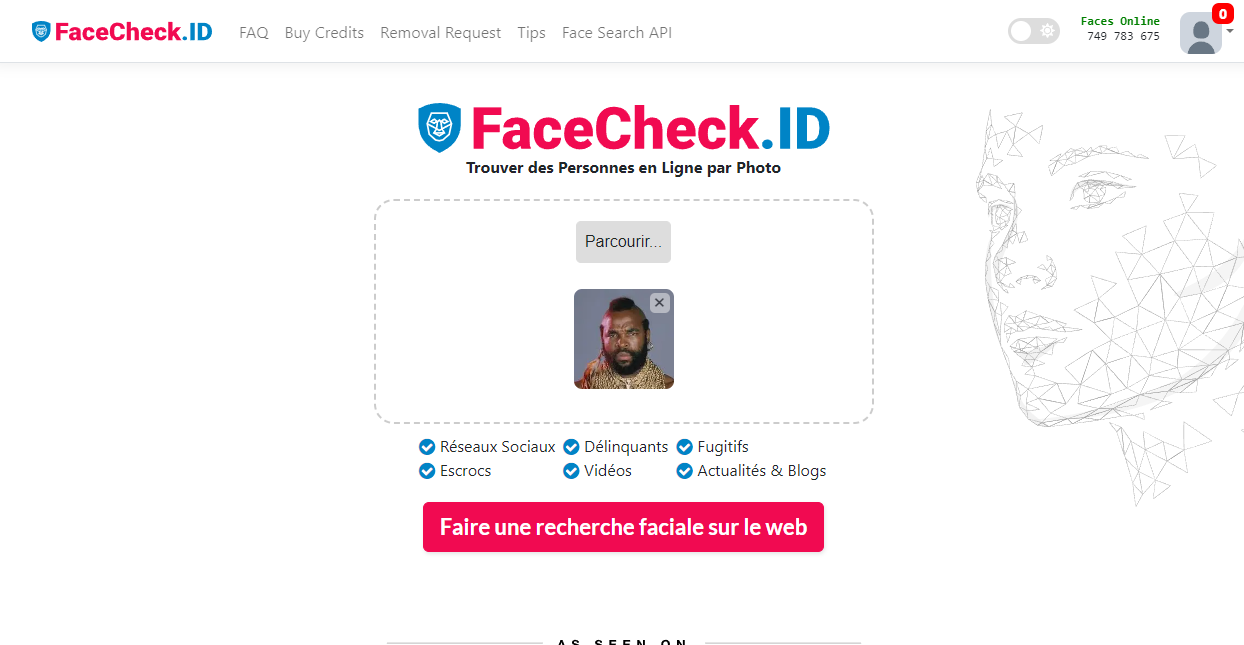 FaceCheck.ID FAQ Buy Credits Removal Request Tips Face Search API
Faces Online
749 783 675
0
FaceCheck.ID
Trouver des Personnes en Ligne par Photo
Parcourir...
Réseaux Sociaux Délinquants Fugitifs
Escrocs Vidéos Actualités & Blogs
Faire une recherche faciale sur le web
AS SEEN ON